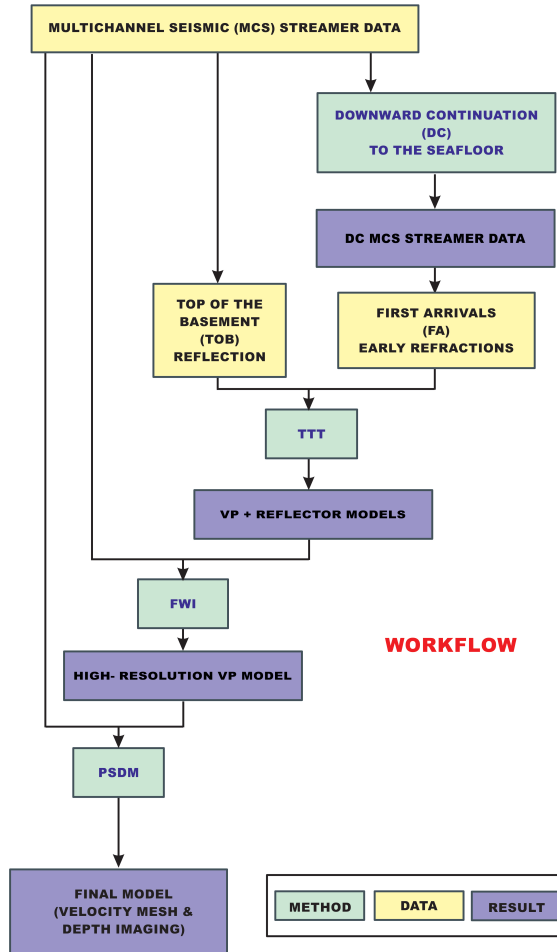 MULTICHANNEL SEISMIC (MCS) STREAMER DATA
DOWNWARD CONTINUATION
(DC)
TO THE SEAFLOOR
DC MCS STREAMER DATA
TOP OF THE
BASEMENT
(TOB)
REFLECTION
FIRST ARRIVALS
(FA)
EARLY REFRACTIONS
TTT
VP + REFLECTOR MODELS
FWI
WORKFLOW
HIGH- RESOLUTION VP MODEL
PSDM
FINAL MODEL
(VELOCITY MESH &
DEPTH IMAGING)
METHOD
DATA
RESULT